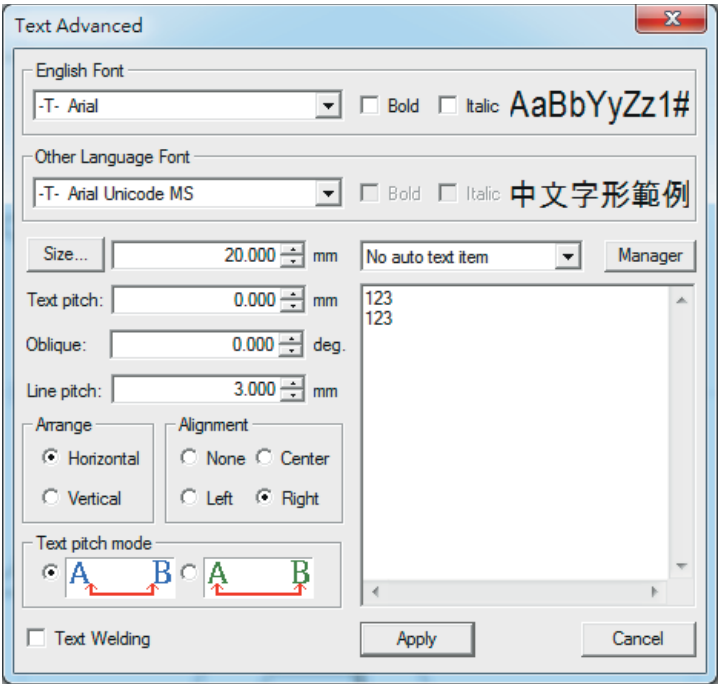 Text Advanced
x
English Font
-T- Arial
Bold
Italic
AaBbYyZz1#
Other Language Font
-T- Arial Unicode MS
Bold
Italic
中文字形範例
Size...
20.000
mm
No auto text item
Manager
Text pitch:
0.000
mm
123
123
Oblique:
0.000
deg.
Line pitch:
3.000
mm
Arrange
Horizontal
Vertical
Alignment
None
Center
Left
Right
Text pitch mode
A B
A B
Text Welding
Apply
Cancel